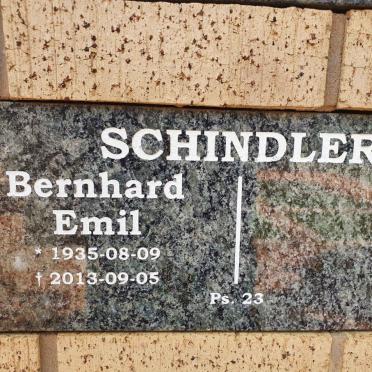 SCHINDLER
Bernhard
Emil
* 1935-08-09
† 2013-09-05
Ps. 23